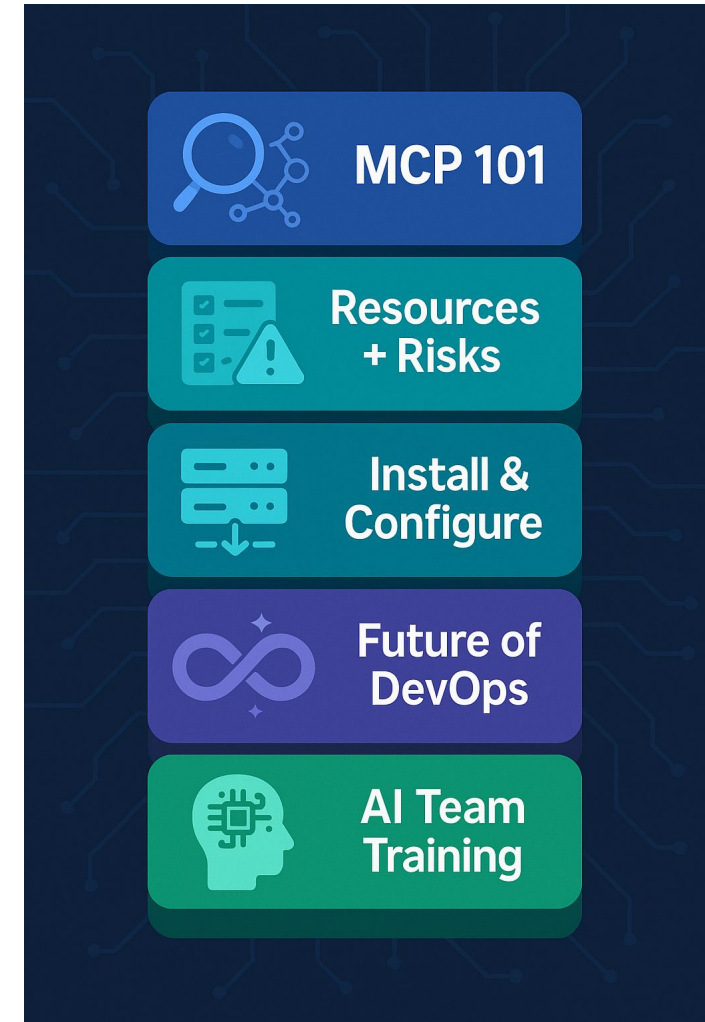 MCP 101
Resources
+ Risks
Install &
Configure
Future of
DevOps
AI Team
Training